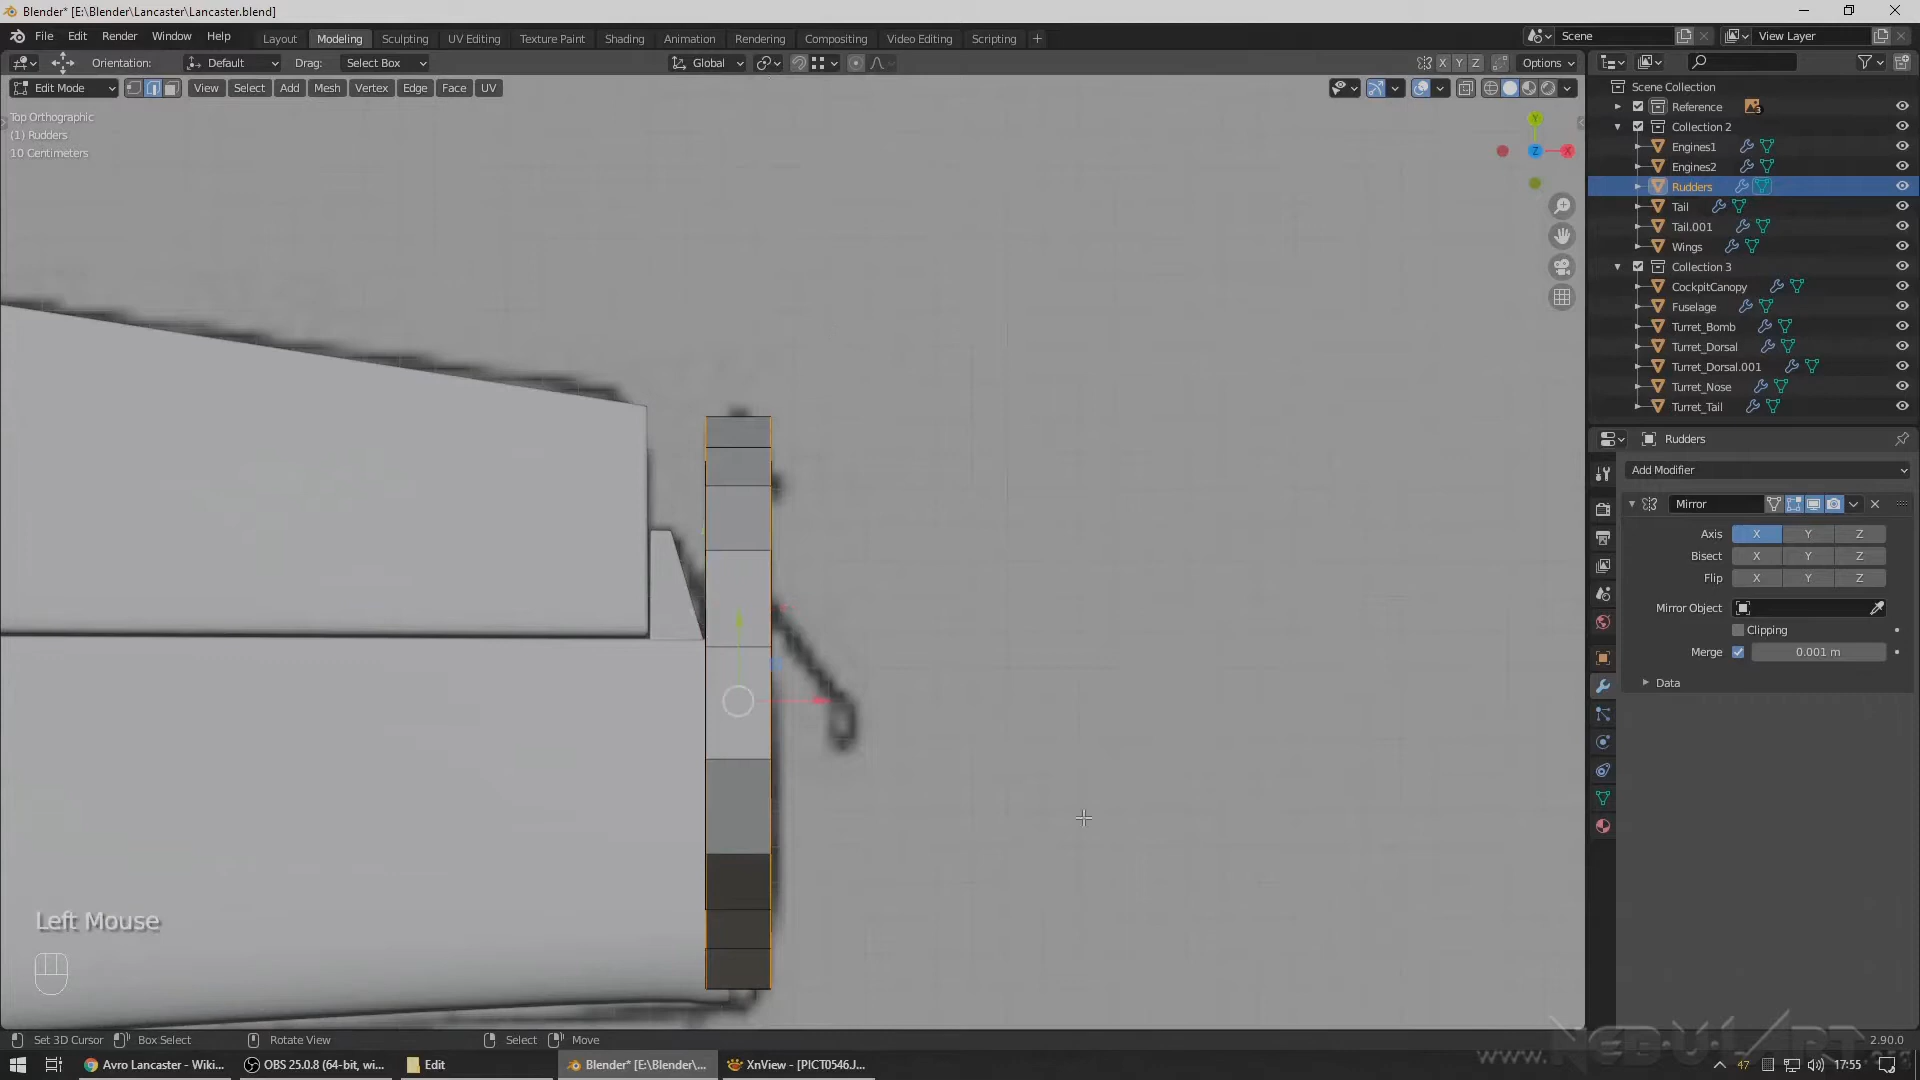 Blender* [E:\Blender\Lancaster\Lancaster.blend]
File Edit Render Window Help
Layout Modeling Sculpting UV Editing Texture Paint Shading Animation Rendering Compositing Video Editing Scripting +
Scene
View Layer
Orientation: Default Drag: Select Box
Global
X Y Z Options
Edit Mode View Select Add Mesh Vertex Edge Face UV
Top Orthographic
(1) Rudders
10 Centimeters
Y
Z
X
Scene Collection
Reference
3
Collection 2
Engines1
Engines2
Rudders
Tail
Tail.001
Wings
Collection 3
CockpitCanopy
Fuselage
Turret_Bomb
Turret_Dorsal
Turret_Dorsal.001
Turret_Nose
Turret_Tail
Rudders
Add Modifier
Mirror
Axis X Y Z
Bisect X Y Z
Flip X Y Z
Mirror Object
Clipping
Merge 0.001 m
Data
Left Mouse
Set 3D Cursor Box Select Rotate View Select Move
2.90.0
Avro Lancaster - Wiki...
OBS 25.0.8 (64-bit, wi...
Edit
Blender* [E:\Blender\...
XnView - [PICT0546.J...
47
17:55